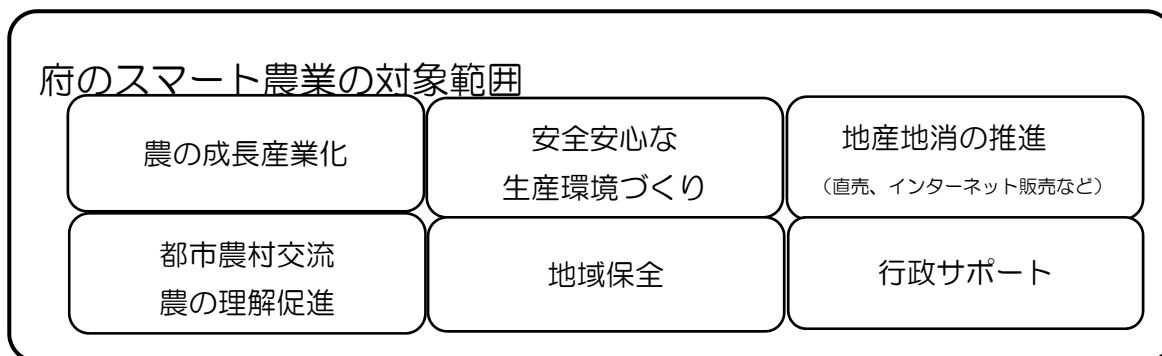 府のスマート農業の対象範囲
農の成長産業化
安全安心な
生産環境づくり
地産地消の推進
（直売、インターネット販売など）
都市農村交流
農の理解促進
地域保全
行政サポート